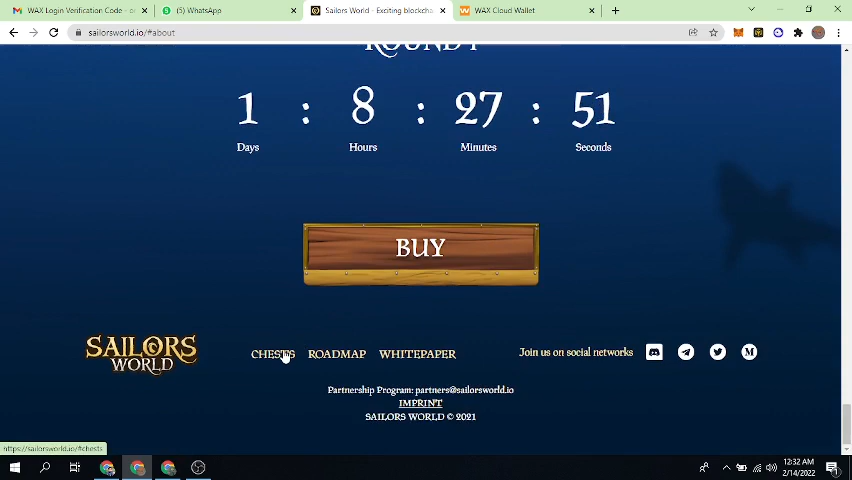 WAX Login Verification Code - o
(5) WhatsApp
Sailors World - Exciting blockcha
WAX Cloud Wallet
sailorsworld.io/#about
ROUND 1
1 : 8 : 27 : 51
Days Hours Minutes Seconds
BUY
SAILORS WORLD
CHESTS ROADMAP WHITEPAPER
Join us on social networks
Partnership Program: partners@sailorsworld.io
IMPRINT
SAILORS WORLD © 2021
https://sailorsworld.io/#chests
12:32 AM
2/14/2022